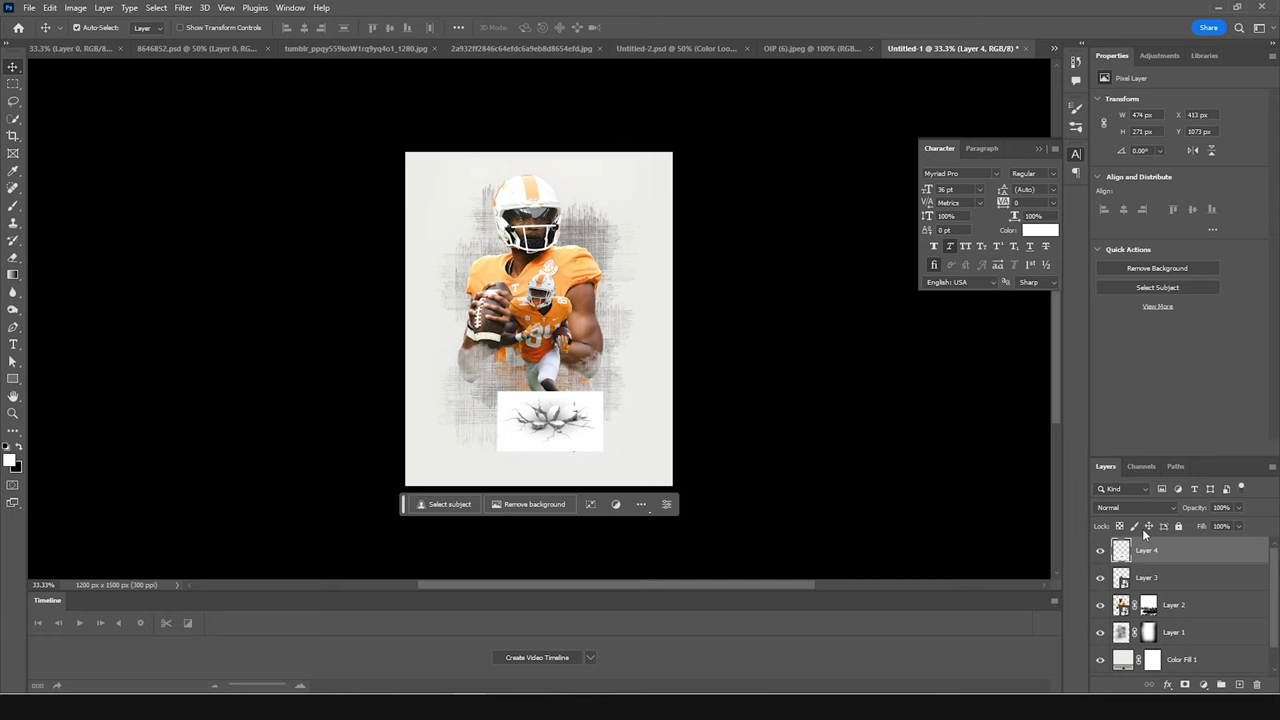 File Edit Image Layer Type Select Filter 3D View Plugins Window Help
Auto-Select: Layer Show Transform Controls 3D Mode: Share
33.3% (Layer 0, RGB/8... × 8646852.psd @ 50% (Layer 0, RGB... × tumblr_ppqy559koW1rq9yq4o1_1280.jpg × 2a932ff2846c64efdc6a9eb8d8654efd.jpg × Untitled-2.psd @ 50% (Color Loo... × OIP (6).jpeg @ 100% (RGB/8... × Untitled-1 @ 33.3% (Layer 4, RGB/8) * ×
Properties Adjustments Libraries
Pixel Layer
Transform
W 474 px X 413 px
H 271 px Y 1073 px
0.00°
Align and Distribute
Align:
Quick Actions
Remove Background
Select Subject
View More
Character Paragraph
Myriad Pro Regular
36 pt (Auto)
Metrics 0
100% 100%
0 pt Color:
English: USA Sharp
T
84
Select subject Remove background
Layers Channels Paths
Kind
Normal Opacity: 100%
Lock: Fill: 100%
Layer 4
Layer 3
Layer 2
Layer 1
Color Fill 1
33.33% 1200 px x 1500 px (300 ppi)
Timeline
Create Video Timeline